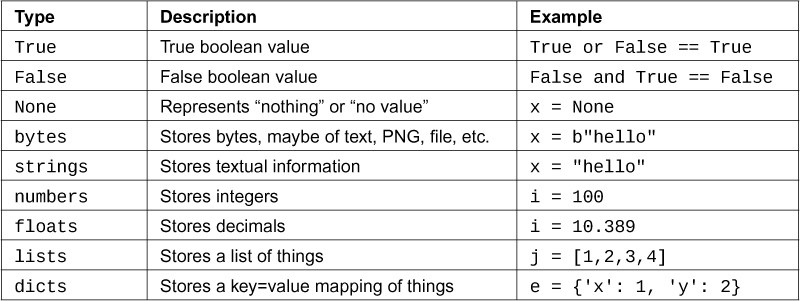 Type Description Example
True True boolean value True or False == True
False False boolean value False and True == False
None Represents “nothing” or “no value” x = None
bytes Stores bytes, maybe of text, PNG, file, etc. x = b"hello"
strings Stores textual information x = "hello"
numbers Stores integers i = 100
floats Stores decimals i = 10.389
lists Stores a list of things j = [1,2,3,4]
dicts Stores a key=value mapping of things e = {'x': 1, 'y': 2}